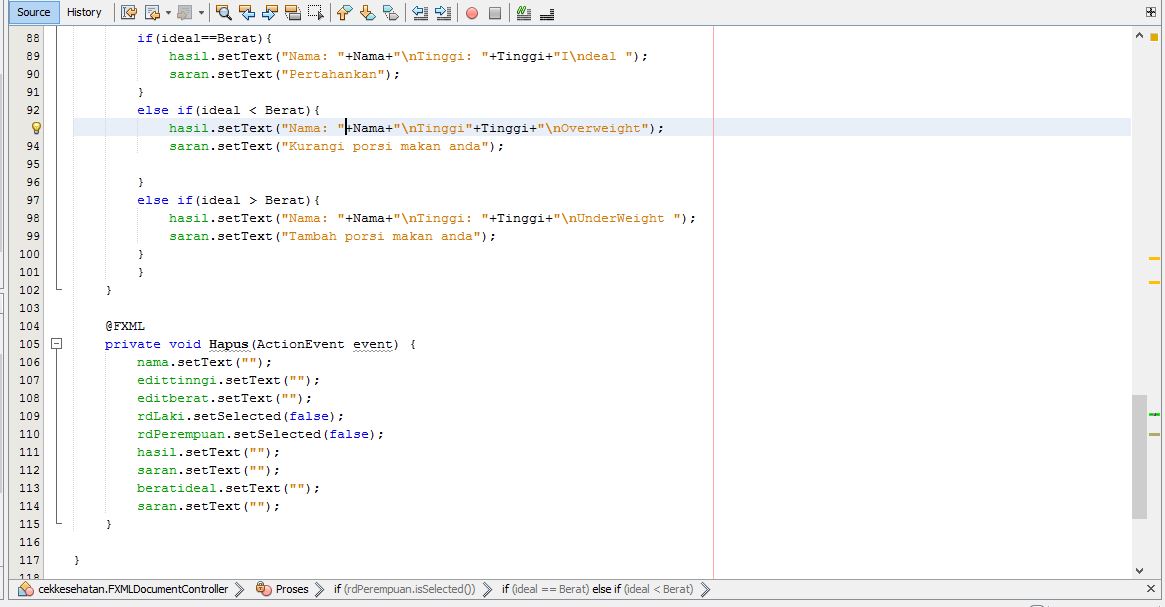 Source History
88 if(ideal==Berat){
89 hasil.setText("Nama: "+Nama+"\nTinggi: "+Tinggi+"I\ndeal ");
90 saran.setText("Pertahankan");
91 }
92 else if(ideal < Berat){
hasil.setText("Nama: "+Nama+"\nTinggi"+Tinggi+"\nOverweight");
94 saran.setText("Kurangi porsi makan anda");
95
96 }
97 else if(ideal > Berat){
98 hasil.setText("Nama: "+Nama+"\nTinggi: "+Tinggi+"\nUnderWeight ");
99 saran.setText("Tambah porsi makan anda");
100 }
101 }
102 }
103
104 @FXML
105 private void Hapus(ActionEvent event) {
106 nama.setText("");
107 edittinngi.setText("");
108 editberat.setText("");
109 rdLaki.setSelected(false);
110 rdPerempuan.setSelected(false);
111 hasil.setText("");
112 saran.setText("");
113 beratideal.setText("");
114 saran.setText("");
115 }
116
117 }
118
cekkesehatan.FXMLDocumentController Proses if (rdPerempuan.isSelected()) if (ideal == Berat) else if (ideal < Berat)